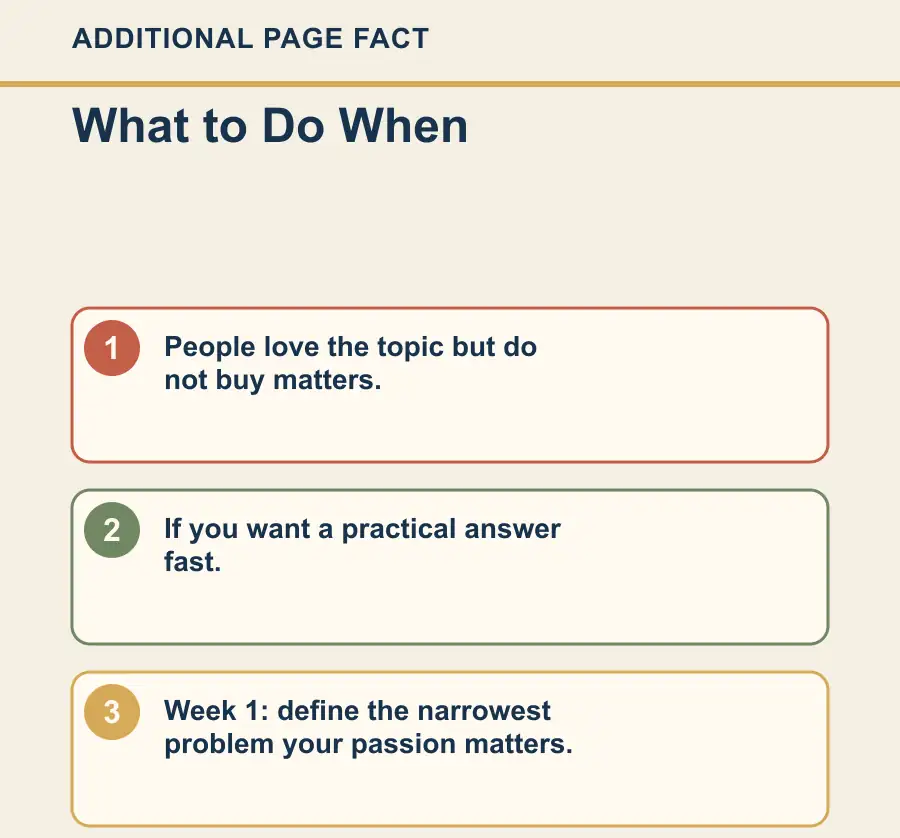 ADDITIONAL PAGE FACT
What to Do When
1
People love the topic but do
not buy matters.
2
If you want a practical answer
fast.
3
Week 1: define the narrowest
problem your passion matters.